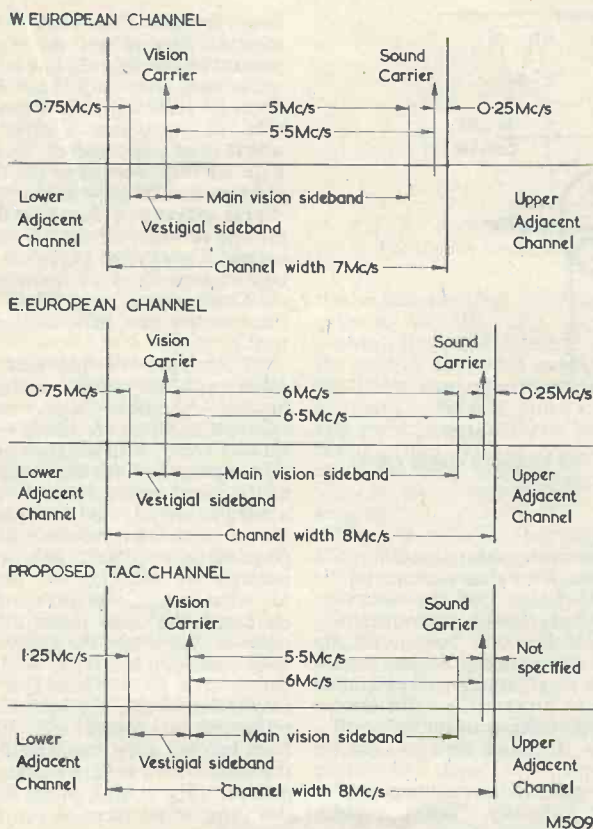 W. EUROPEAN CHANNEL
Vision
Carrier
Sound
Carrier
0·75Mc/s
5Mc/s
0·25Mc/s
5·5Mc/s
Lower
Adjacent
Channel
Main vision sideband
Vestigial sideband
Upper
Adjacent
Channel
Channel width 7Mc/s
E. EUROPEAN CHANNEL
Vision
Carrier
Sound
Carrier
0·75Mc/s
6Mc/s
0·25Mc/s
6·5Mc/s
Lower
Adjacent
Channel
Main vision sideband
Vestigial sideband
Upper
Adjacent
Channel
Channel width 8Mc/s
PROPOSED T.A.C. CHANNEL
Vision
Carrier
Sound
Carrier
1·25Mc/s
5·5Mc/s
Not
specified
6Mc/s
Lower
Adjacent
Channel
Main vision sideband
Vestigial sideband
Upper
Adjacent
Channel
Channel width 8Mc/s
M509